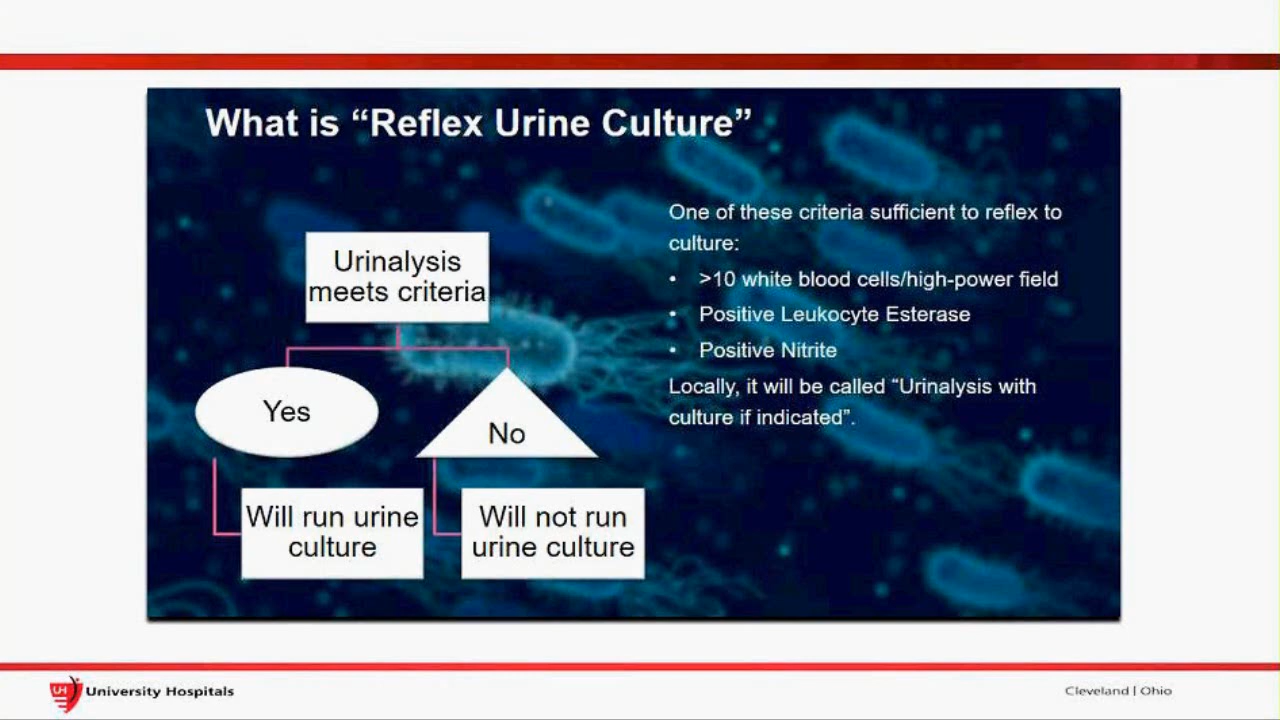 What is “Reflex Urine Culture”
Urinalysis
meets criteria
Yes
No
Will run urine
culture
Will not run
urine culture
One of these criteria sufficient to reflex to
culture:
• >10 white blood cells/high-power field
• Positive Leukocyte Esterase
• Positive Nitrite
Locally, it will be called “Urinalysis with
culture if indicated”.
UH University Hospitals
Cleveland | Ohio